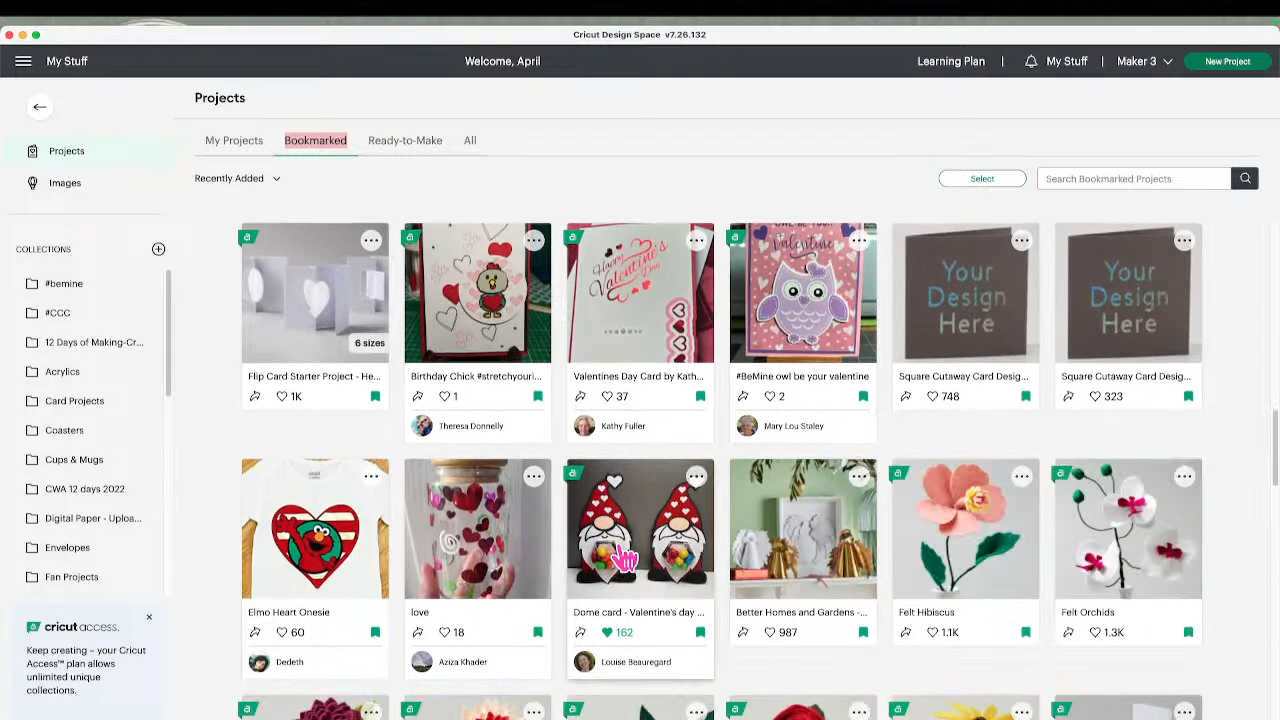 Cricut Design Space v7.26.132
My Stuff
Welcome, April
Learning Plan
My Stuff
Maker 3
New Project
Projects
Images
COLLECTIONS
#bemine
#CCC
12 Days of Making-Cr...
Acrylics
Card Projects
Coasters
Cups & Mugs
CWA 12 days 2022
Digital Paper - Uploa...
Envelopes
Fan Projects
cricut access.
Keep creating – your Cricut
Access™ plan allows
unlimited unique
collections.
Projects
My Projects
Bookmarked
Ready-to-Make
All
Recently Added
Select
Search Bookmarked Projects
6 sizes
Happy
Valentine's
Day
OWL BE YOUR
Valentine
Your
Design
Here
Your
Design
Here
Flip Card Starter Project - He...
1K
Birthday Chick #stretchyouri...
1
Theresa Donnelly
Valentines Day Card by Kath...
37
Kathy Fuller
#BeMine owl be your valentine
2
Mary Lou Staley
Square Cutaway Card Desig...
748
Square Cutaway Card Desig...
323
Elmo Heart Onesie
60
Dedeth
love
18
Aziza Khader
Dome card - Valentine's day ...
162
Louise Beauregard
Better Homes and Gardens -...
987
Felt Hibiscus
1.1K
Felt Orchids
1.3K